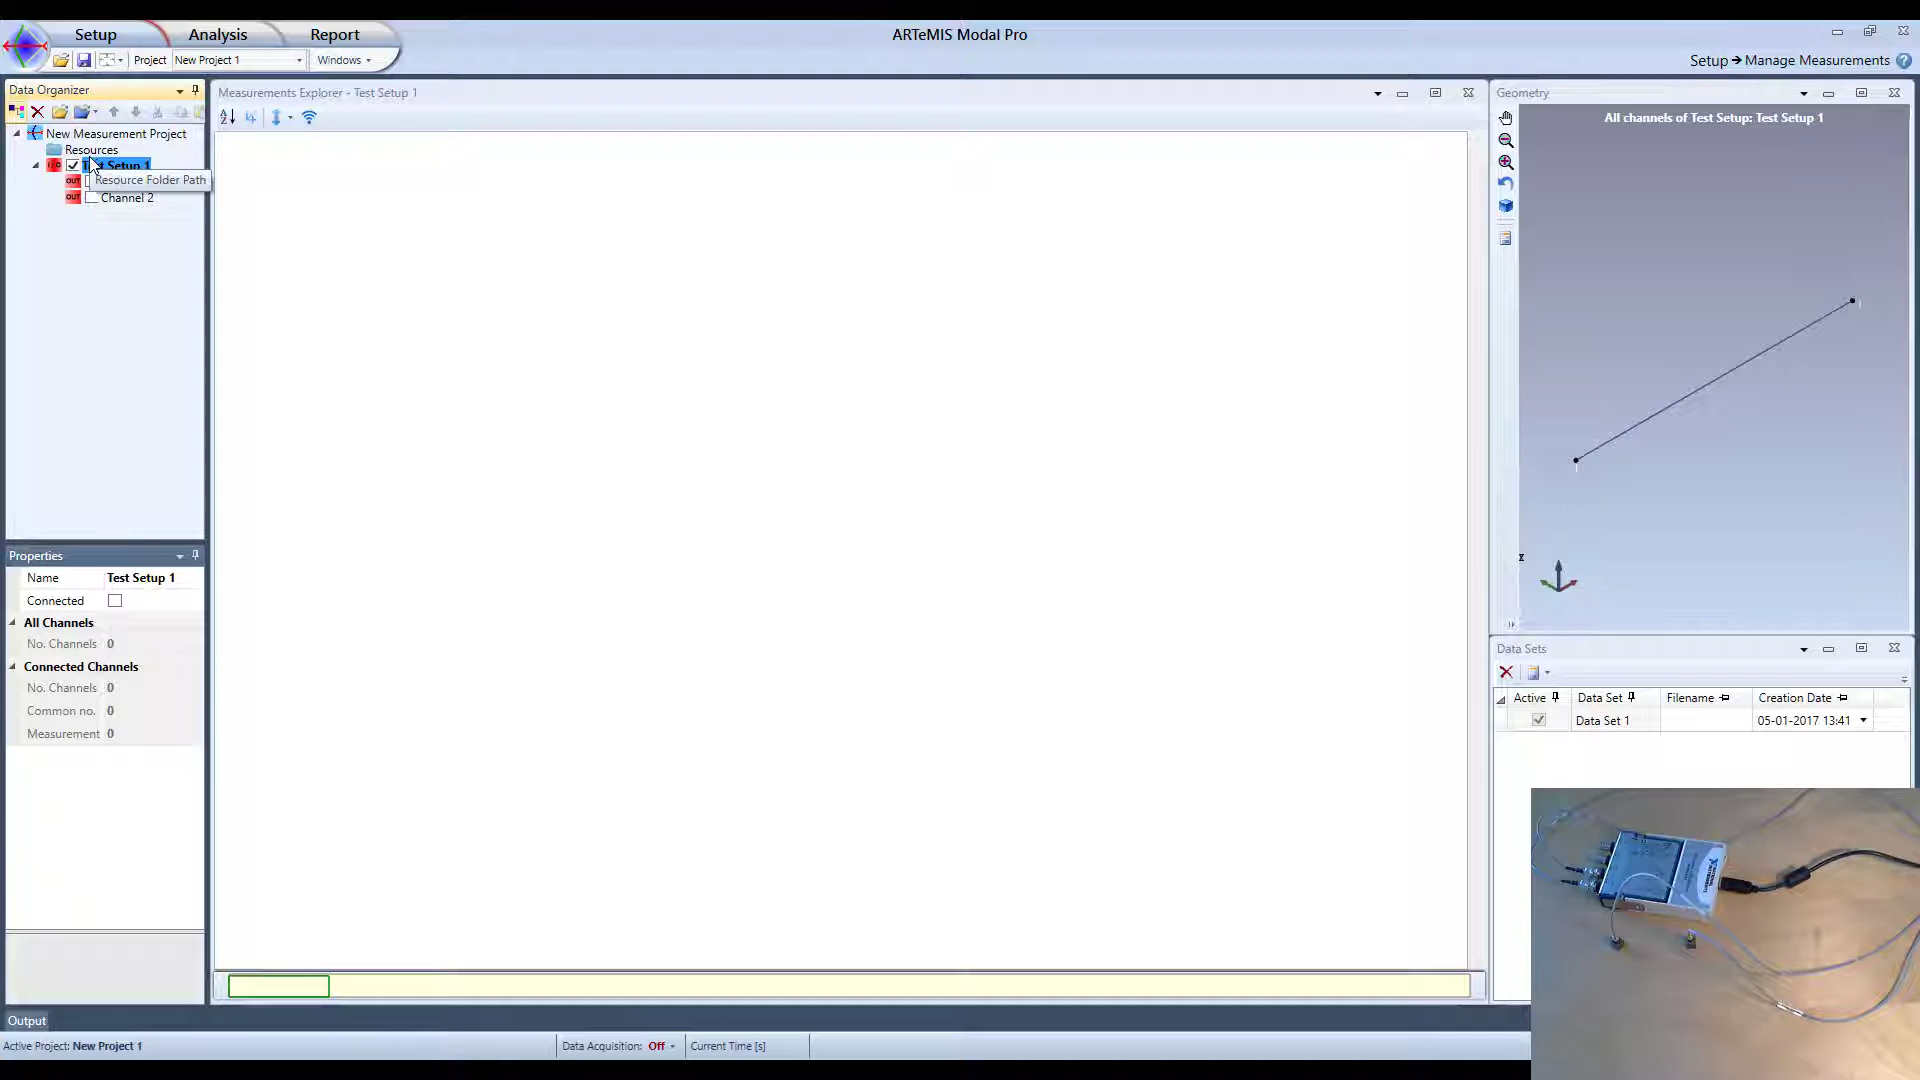 Setup
Analysis
Report
ARTeMIS Modal Pro
Project
New Project 1
Windows
Setup → Manage Measurements
Data Organizer
New Measurement Project
Resources
Test Setup 1
Resource Folder Path
OUT
OUT Channel 2
Properties
Name Test Setup 1
Connected
All Channels
No. Channels 0
Connected Channels
No. Channels 0
Common no. 0
Measurement 0
Measurements Explorer - Test Setup 1
Geometry
All channels of Test Setup: Test Setup 1
Data Sets
Active Data Set Filename Creation Date
Data Set 1 05-01-2017 13:41
Output
Active Project: New Project 1
Data Acquisition: Off
Current Time [s]